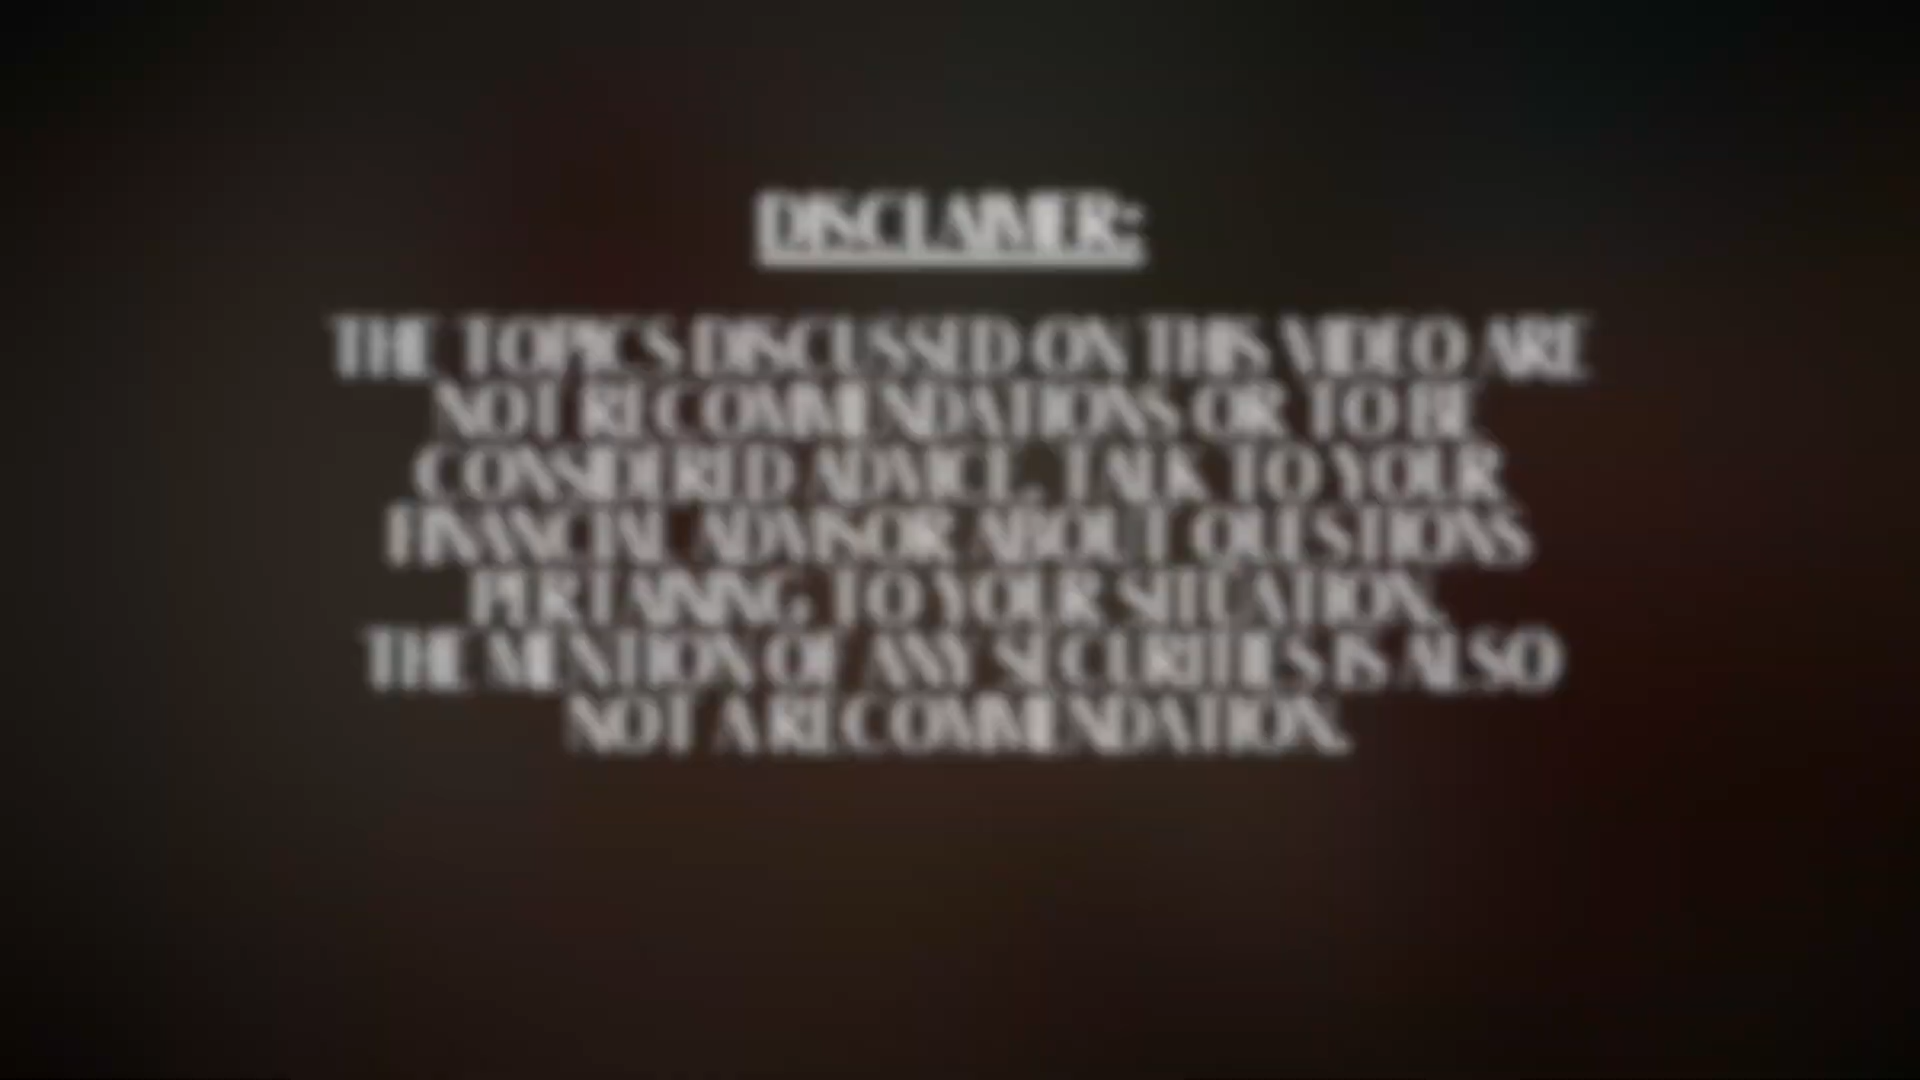 DISCLAIMER:
THE TOPICS DISCUSSED ON THIS VIDEO ARE
NOT RECOMMENDATIONS OR TO BE
CONSIDERED ADVICE. TALK TO YOUR
FINANCIAL ADVISOR ABOUT QUESTIONS
PERTAINING TO YOUR SITUATION.
THE MENTION OF ANY SECURITIES IS ALSO
NOT A RECOMMENDATION.